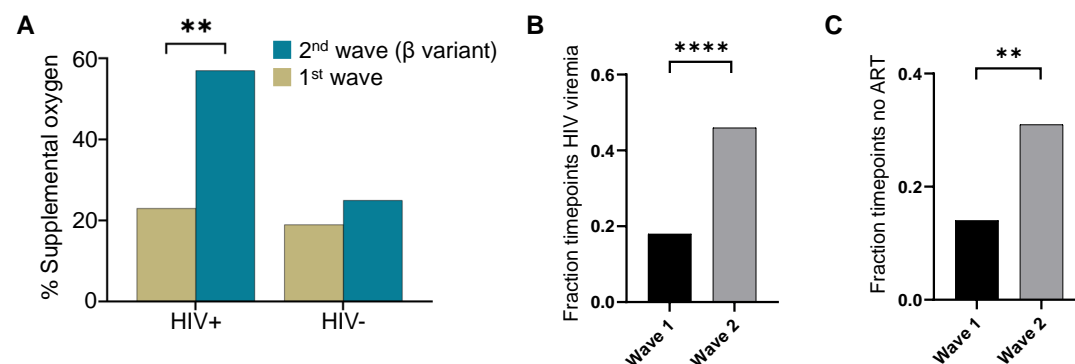 A
% Supplemental oxygen
60
40
20
0
**
2nd wave (β variant)
1st wave
HIV+
HIV-
B
Fraction timepoints HIV viremia
0.6
0.4
0.2
0.0
****
Wave 1
Wave 2
C
Fraction timepoints no ART
0.4
0.2
0.0
**
Wave 1
Wave 2